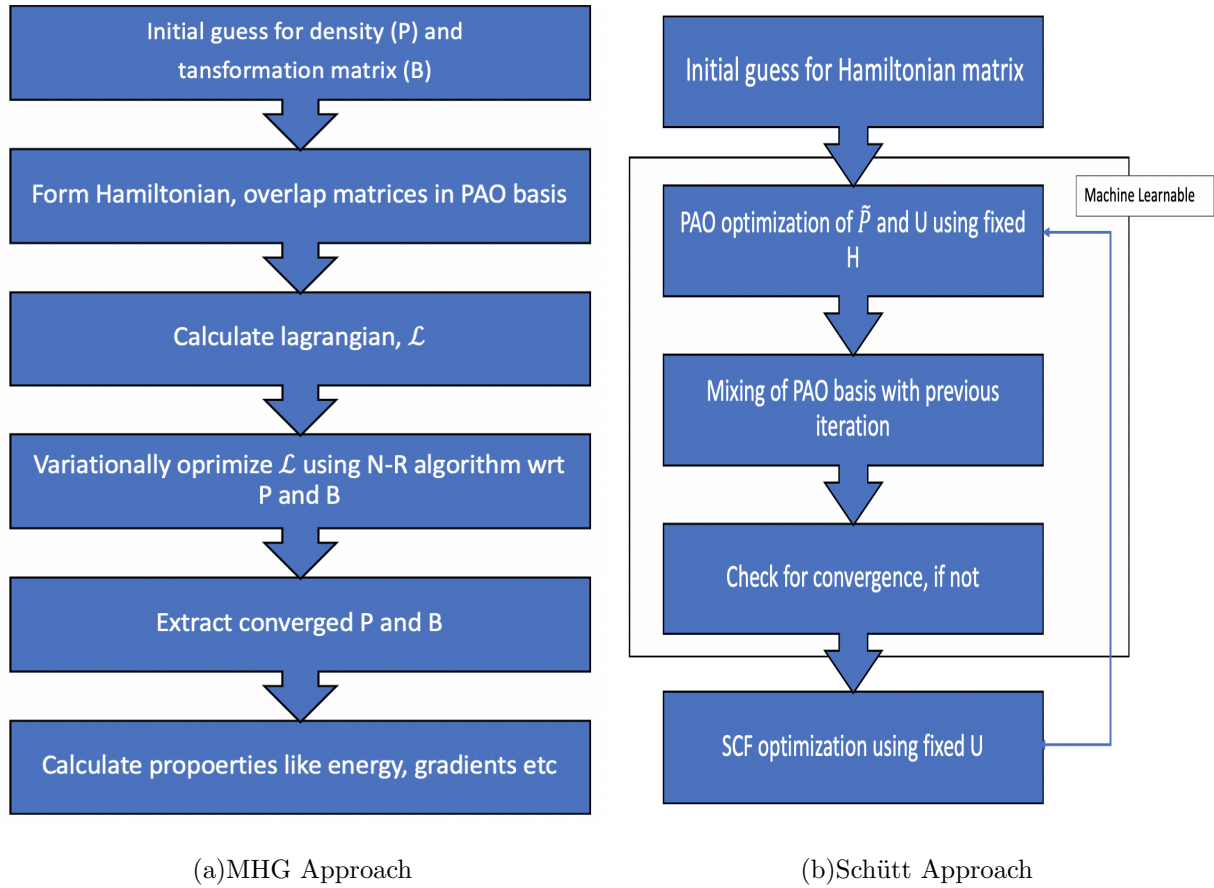 Initial guess for density (P) and
tansformation matrix (B)
Form Hamiltonian, overlap matrices in PAO basis
Calculate lagrangian, ℒ
Variationally oprimize ℒ using N-R algorithm wrt
P and B
Extract converged P and B
Calculate propoerties like energy, gradients etc
(a)MHG Approach
Initial guess for Hamiltonian matrix
Machine Learnable
PAO optimization of P̃ and U using fixed
H
Mixing of PAO basis with previous
iteration
Check for convergence, if not
SCF optimization using fixed U
(b)Schütt Approach